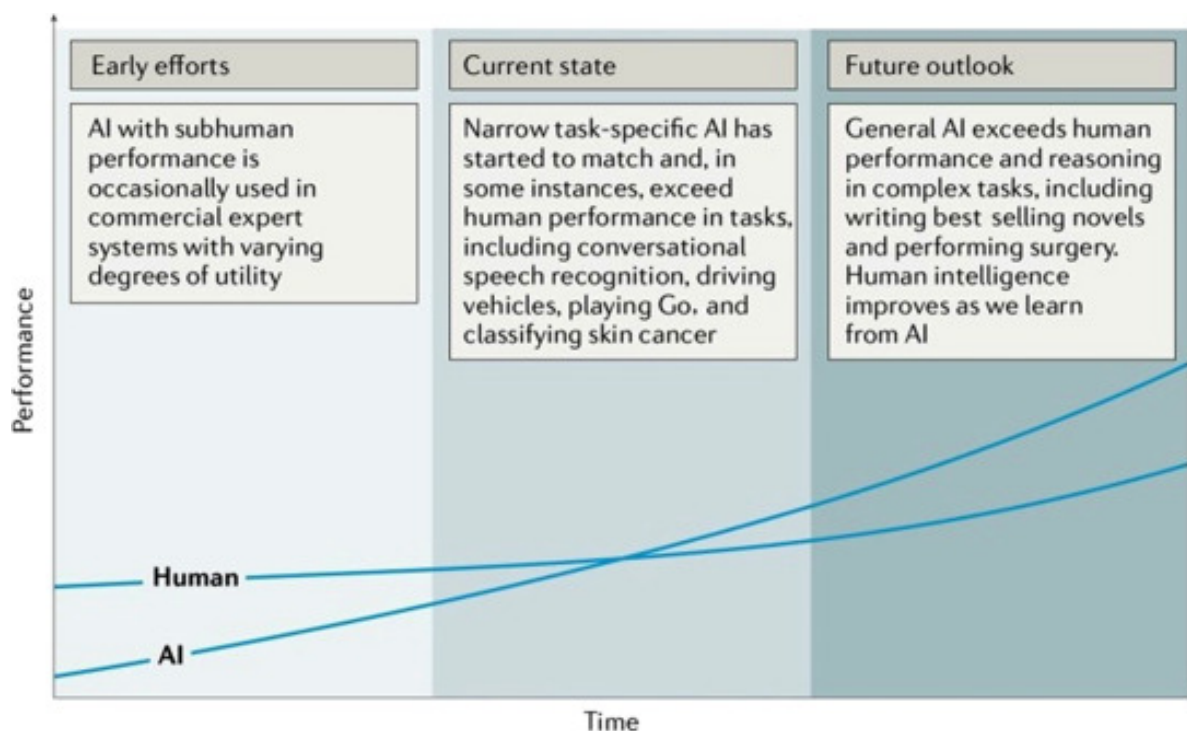 Early efforts
AI with subhuman
performance is
occasionally used in
commercial expert
systems with varying
degrees of utility
Current state
Narrow task-specific AI has
started to match and, in
some instances, exceed
human performance in tasks,
including conversational
speech recognition, driving
vehicles, playing Go, and
classifying skin cancer
Future outlook
General AI exceeds human
performance and reasoning
in complex tasks, including
writing best selling novels
and performing surgery.
Human intelligence
improves as we learn
from AI
Performance
Human
AI
Time